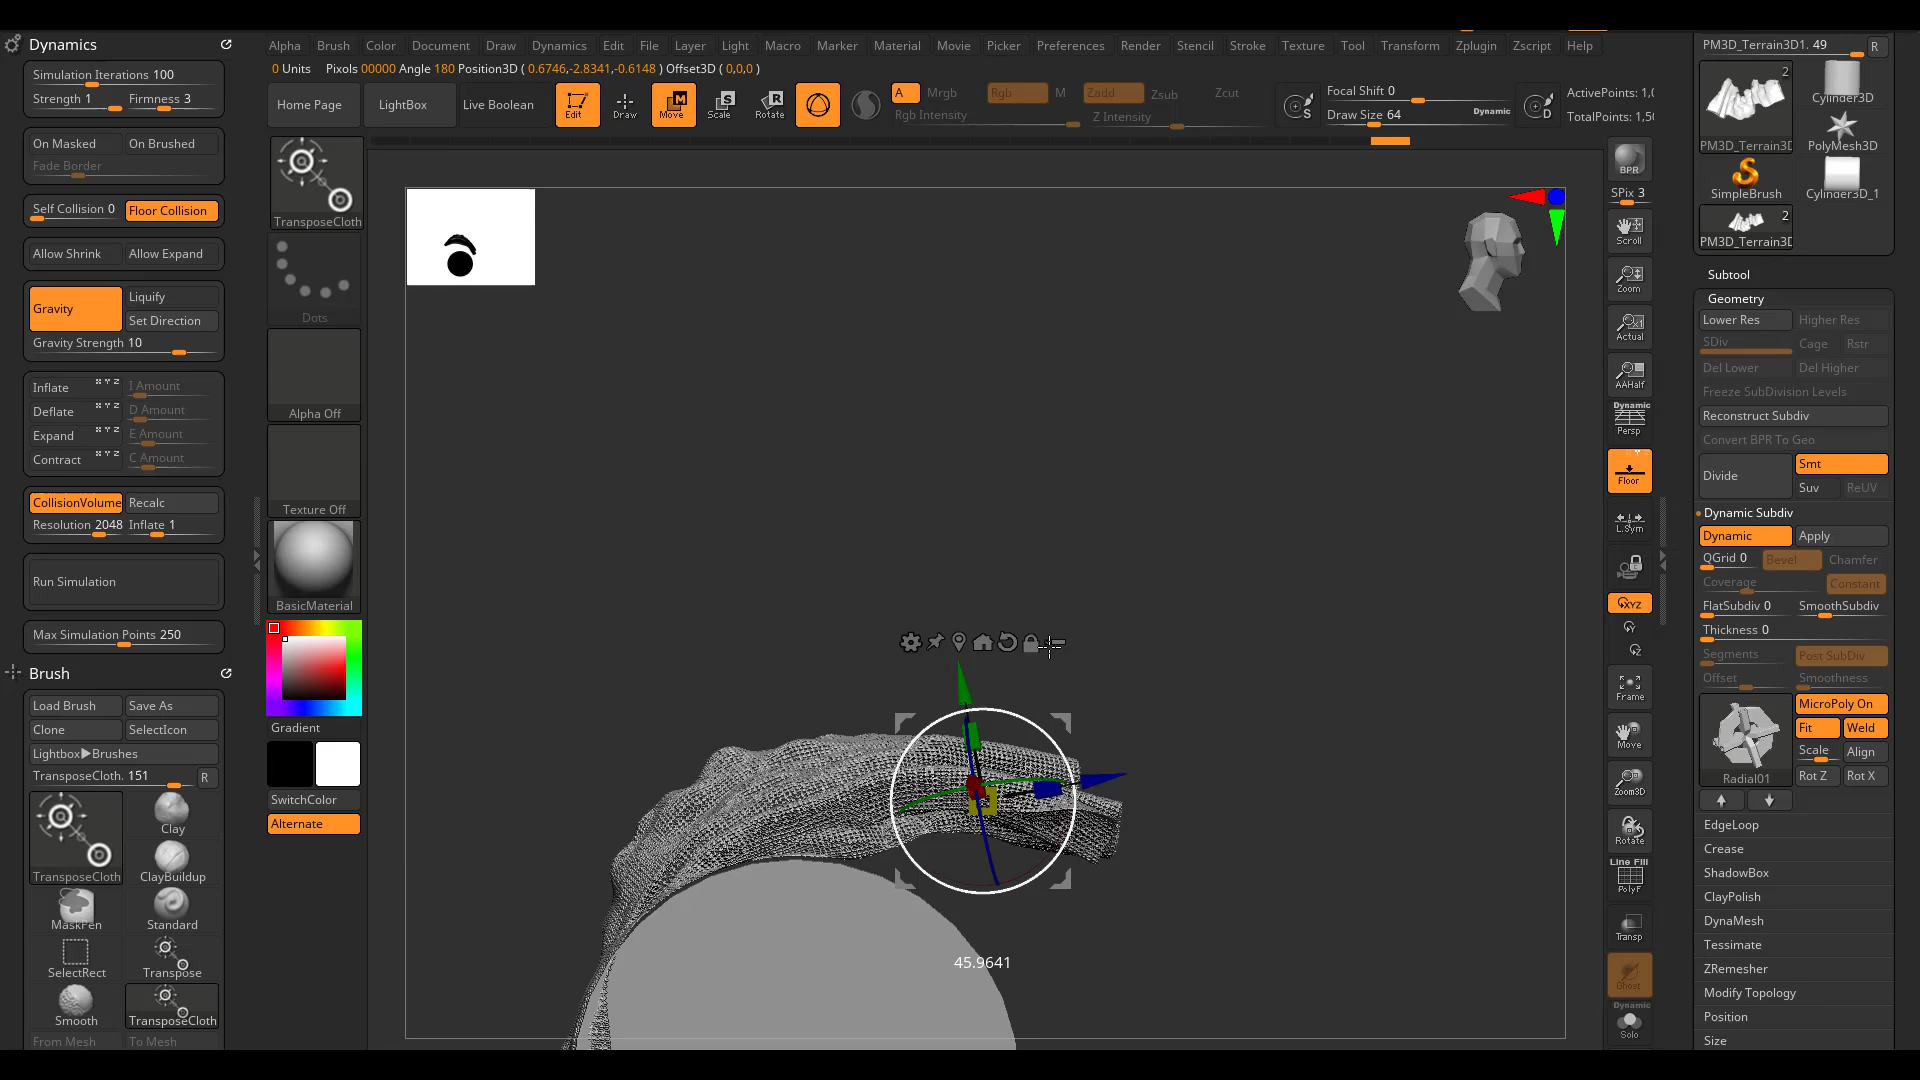 Dynamics
Simulation Iterations 100
Strength 1 Firmness 3
On Masked On Brushed
Fade Border
Self Collision 0 Floor Collision
Allow Shrink Allow Expand
Gravity Liquify
Set Direction
Gravity Strength 10
Inflate X Y Z I Amount
Deflate X Y Z D Amount
Expand X Y Z E Amount
Contract X Y Z C Amount
CollisionVolume Recalc
Resolution 2048 Inflate 1
Run Simulation
Max Simulation Points 250
Brush
Load Brush Save As
Clone SelectIcon
Lightbox▶Brushes
TransposeCloth. 151 R
TransposeCloth Clay
ClayBuildup
MaskPen Standard
SelectRect Transpose
Smooth TransposeCloth
From Mesh To Mesh
Alpha Brush Color Document Draw Dynamics Edit File Layer Light Macro Marker Material Movie Picker Preferences Render Stencil Stroke Texture Tool Transform Zplugin Zscript Help
0 Units Pixols 00000 Angle 180 Position3D ( 0.6746,-2.8341,-0.6148 ) Offset3D ( 0,0,0 )
Home Page LightBox Live Boolean Edit Draw Move Scale Rotate
A Mrgb Rgb M Zadd Zsub Zcut
Rgb Intensity Z Intensity
S Focal Shift 0
Draw Size 64 Dynamic
D ActivePoints: 1,0
TotalPoints: 1,50
TransposeCloth
Dots
Alpha Off
Texture Off
BasicMaterial
Gradient
SwitchColor
Alternate
45.9641
BPR
SPix 3
Scroll
Zoom
Actual
AAHalf
Dynamic
Persp
Floor
L.Sym
XYZ
Y
Z
Frame
Move
Zoom3D
Rotate
Line Fill
PolyF
Transp
Ghost
Dynamic
Solo
PM3D_Terrain3D1. 49 R
2
PM3D_Terrain3D
Cylinder3D
PolyMesh3D
SimpleBrush Cylinder3D_1
2
PM3D_Terrain3D
Subtool
Geometry
Lower Res Higher Res
SDiv Cage Rstr
Del Lower Del Higher
Freeze SubDivision Levels
Reconstruct Subdiv
Convert BPR To Geo
Divide Smt
Suv ReUV
Dynamic Subdiv
Dynamic Apply
QGrid 0 Bevel Chamfer
Coverage Constant
FlatSubdiv 0 SmoothSubdiv
Thickness 0
Segments Post SubDiv
Offset Smoothness
MicroPoly On
Fit Weld
Scale Align
Radial01 Rot Z Rot X
EdgeLoop
Crease
ShadowBox
ClayPolish
DynaMesh
Tessimate
ZRemesher
Modify Topology
Position
Size